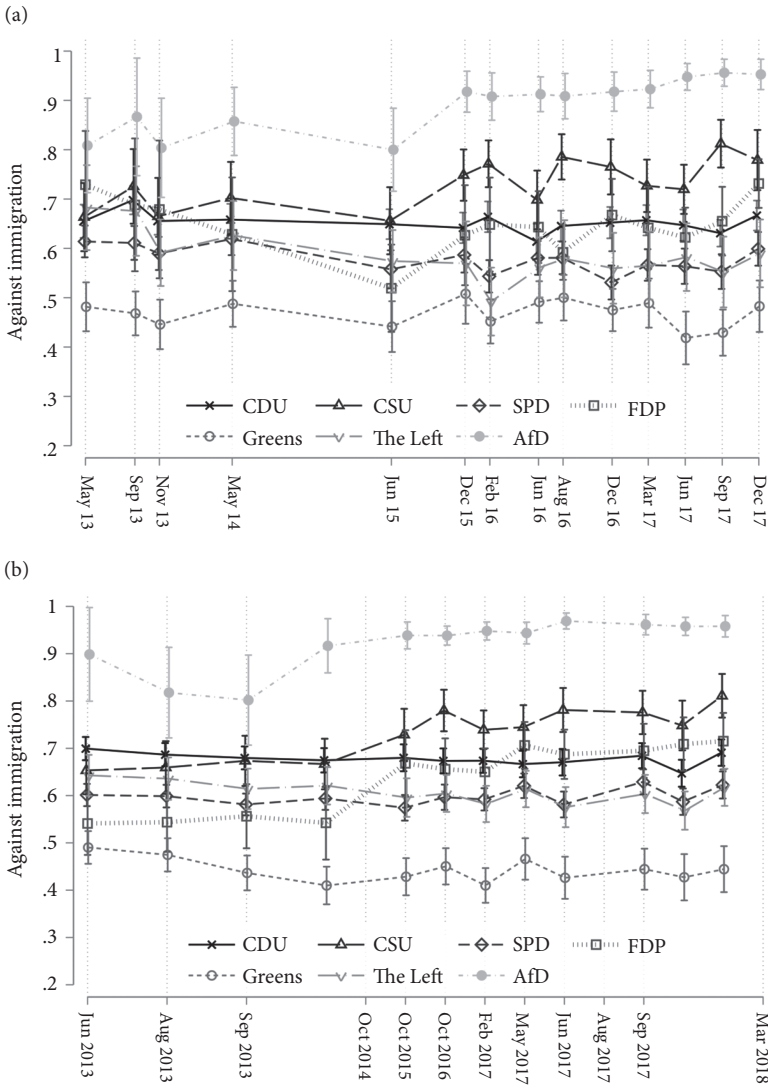 (a)
1
.9
.8
.7
.6
.5
.4
.3
.2
Against immigration
CDU CSU SPD FDP
Greens The Left AfD
May 13 Sep 13 Nov 13 May 14 Jun 15 Dec 15 Feb 16 Jun 16 Aug 16 Dec 16 Mar 17 Jun 17 Sep 17 Dec 17
(b)
1
.9
.8
.7
.6
.5
.4
.3
.2
Against immigration
CDU CSU SPD FDP
Greens The Left AfD
Jun 2013 Aug 2013 Sep 2013 Oct 2014 Oct 2015 Oct 2016 Feb 2017 May 2017 Jun 2017 Aug 2017 Sep 2017 Mar 2018